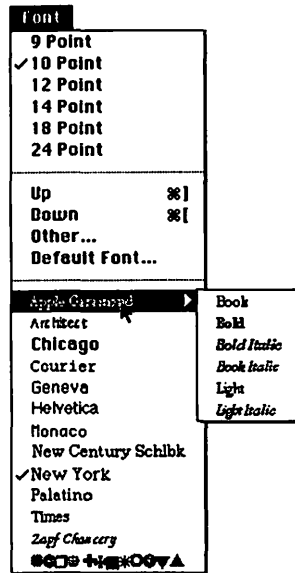 Font
9 Point
✓10 Point
12 Point
14 Point
18 Point
24 Point
Up ⌘]
Down ⌘[
Other...
Default Font...
Apple Garamond
Book
Bold
Bold Italic
Book Italic
Light
Light Italic
Architect
Chicago
Courier
Geneva
Helvetica
Monaco
New Century Schlbk
✓New York
Palatino
Times
Zapf Chancery